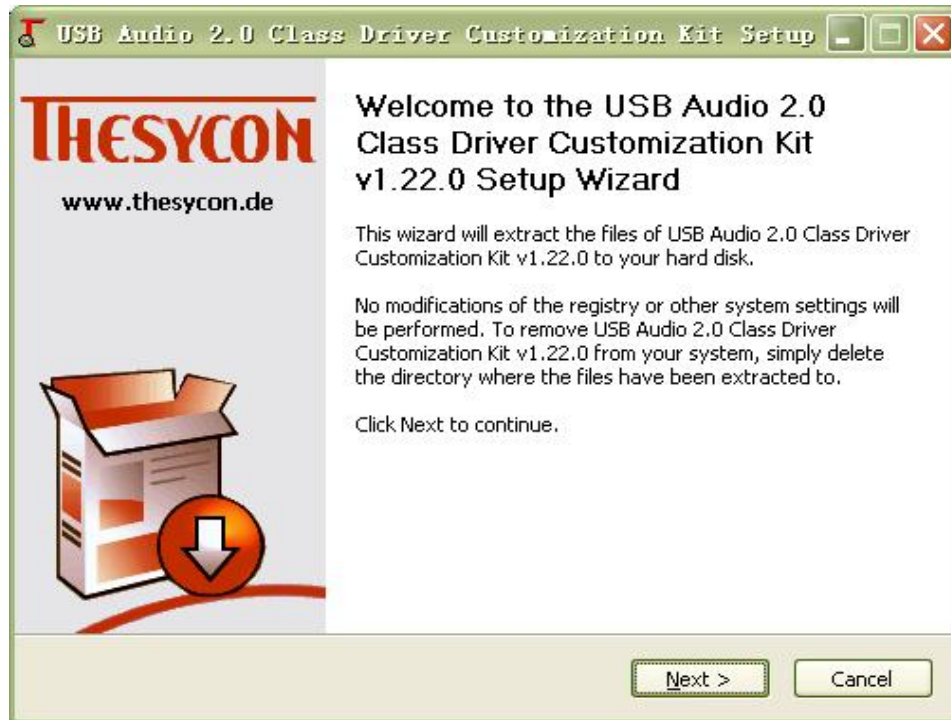 USB Audio 2.0 Class Driver Customization Kit Setup
THESYCON
www.thesycon.de
Welcome to the USB Audio 2.0
Class Driver Customization Kit
v1.22.0 Setup Wizard
This wizard will extract the files of USB Audio 2.0 Class Driver
Customization Kit v1.22.0 to your hard disk.
No modifications of the registry or other system settings will
be performed. To remove USB Audio 2.0 Class Driver
Customization Kit v1.22.0 from your system, simply delete
the directory where the files have been extracted to.
Click Next to continue.
Next >
Cancel